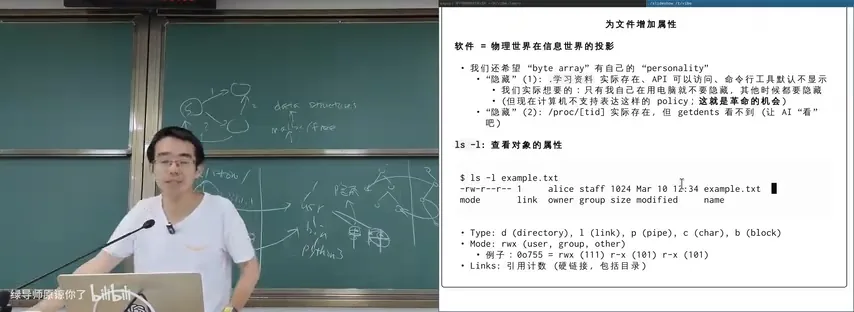 data structures
malloc/free
/
usr
bin
python3
绿导师原谅你了 bilibili
为文件增加属性
软件 = 物理世界在信息世界的投影
• 我们还希望 “byte array” 有自己的 “personality”
• “隐藏” (1): .学习资料 实际存在、API 可以访问、命令行工具默认不显示
• 我们实际想要的：只有我自己在用电脑就不要隐藏, 其他时候都要隐藏
• (但现在计算机不支持表达这样的 policy；这就是革命的机会)
• “隐藏” (2): /proc/[tid] 实际存在，但 getdents 看不到 (让 AI “看”
吧)
ls -l: 查看对象的属性
$ ls -l example.txt
-rw-r--r-- 1 alice staff 1024 Mar 10 12:34 example.txt
mode link owner group size modified name
• Type: d (directory), l (link), p (pipe), c (char), b (block)
• Mode: rwx (user, group, other)
• 例子：0o755 = rwx (111) r-x (101) r-x (101)
• Links: 引用计数 (硬链接, 包括目录)